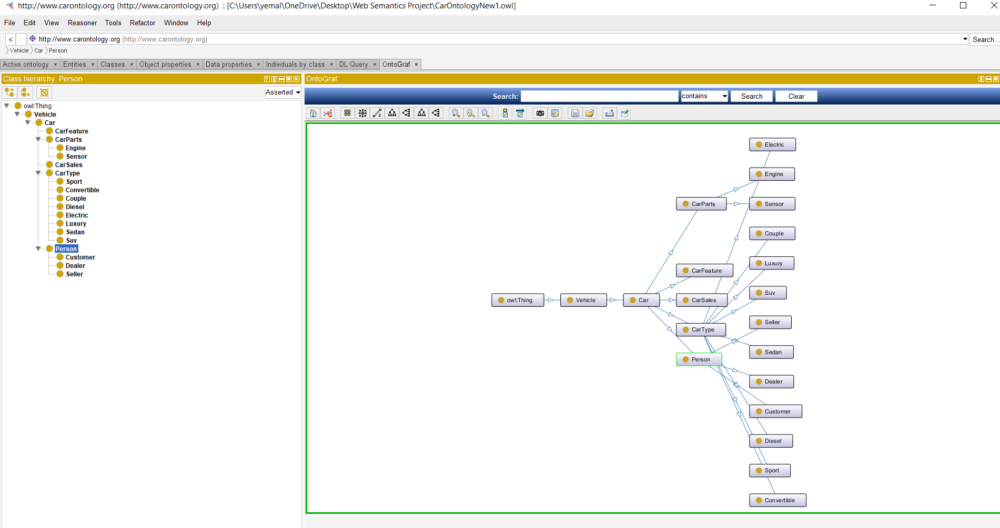 http://www.carontology.org (http://www.carontology.org) : [C:\Users\yemal\OneDrive\Desktop\Web Semantics Project\CarOntologyNew1.owl]
File Edit View Reasoner Tools Refactor Window Help
< > http://www.carontology.org (http://www.carontology.org) Search...
Vehicle Car Person
Active ontology × Entities × Classes × Object properties × Data properties × Individuals by class × DL Query × OntoGraf ×
Class hierarchy: Person
Asserted
owl:Thing
Vehicle
Car
CarFeature
CarParts
Engine
Sensor
CarSales
CarType
Sport
Convertible
Couple
Diesel
Electric
Luxury
Sedan
Suv
Person
Customer
Dealer
Seller
OntoGraf:
Search: contains Search Clear
Electric
Engine
CarParts Sensor
Couple
Luxury
CarFeature
Suv
owl:Thing Vehicle Car CarSales
Seller
CarType
Sedan
Person
Dealer
Customer
Diesel
Sport
Convertible